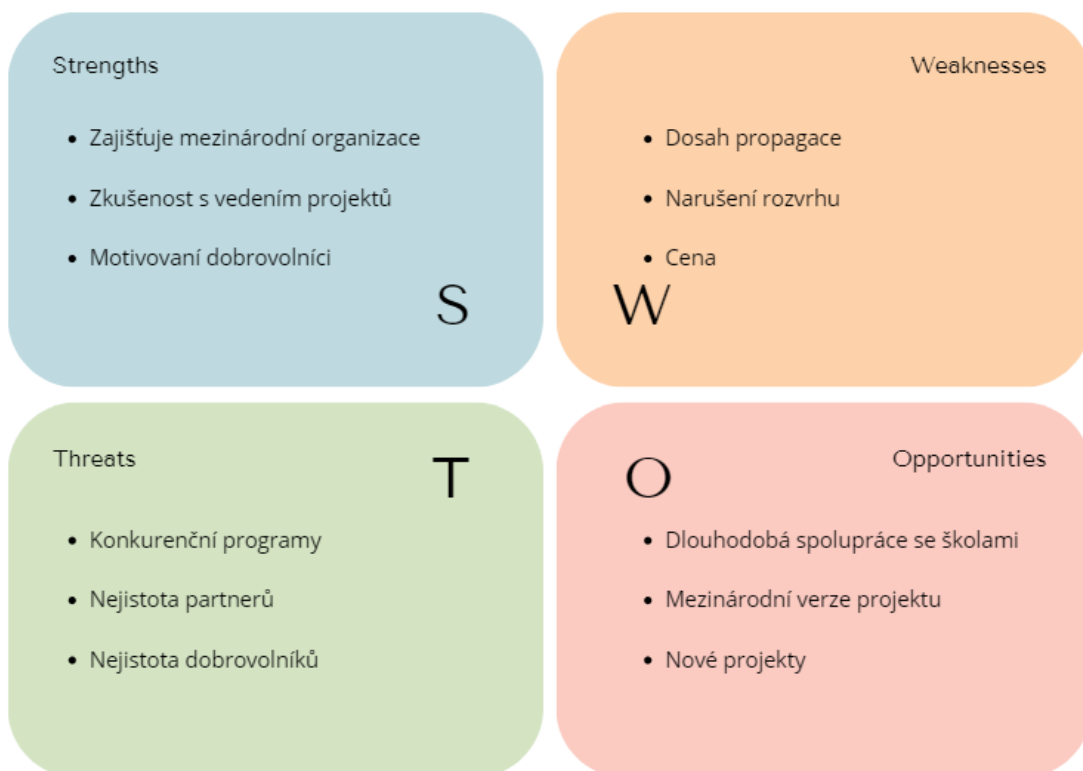 Strengths
• Zajišťuje mezinárodní organizace
• Zkušenost s vedením projektů
• Motivovaní dobrovolníci
S
Weaknesses
• Dosah propagace
• Narušení rozvrhu
• Cena
W
Threats
T
• Konkurenční programy
• Nejistota partnerů
• Nejistota dobrovolníků
O
Opportunities
• Dlouhodobá spolupráce se školami
• Mezinárodní verze projektu
• Nové projekty